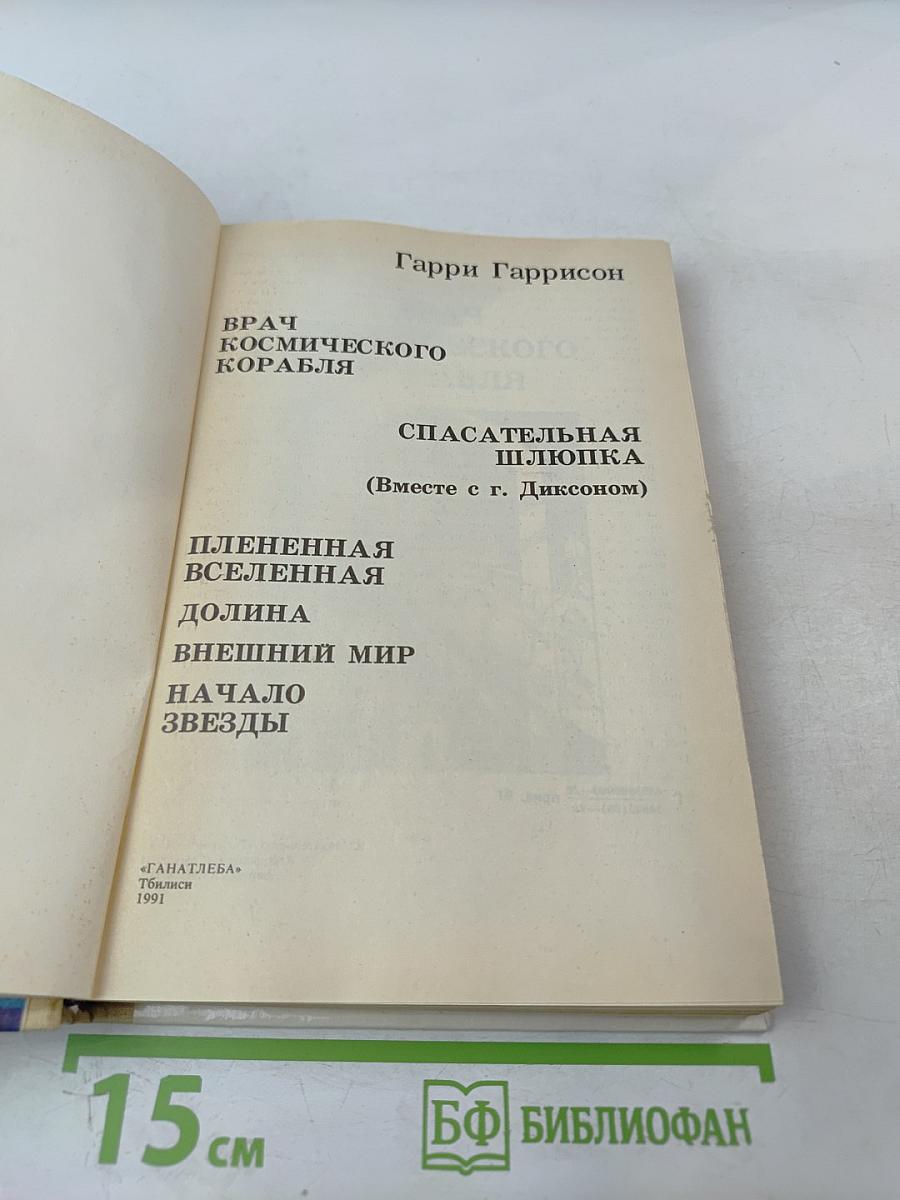 Гарри Гаррисон
ВРАЧ
КОСМИЧЕСКОГО
КОРАБЛЯ
СПАСАТЕЛЬНАЯ
ШЛЮПКА
(Вместе с г. Диксоном)
ПЛЕНЕННАЯ
ВСЕЛЕННАЯ
ДОЛИНА
ВНЕШНИЙ МИР
НАЧАЛО
ЗВЕЗДЫ
«ГАНАТЛЕБА»
Тбилиси
1991
15 см
БФ БИБЛИОФАН